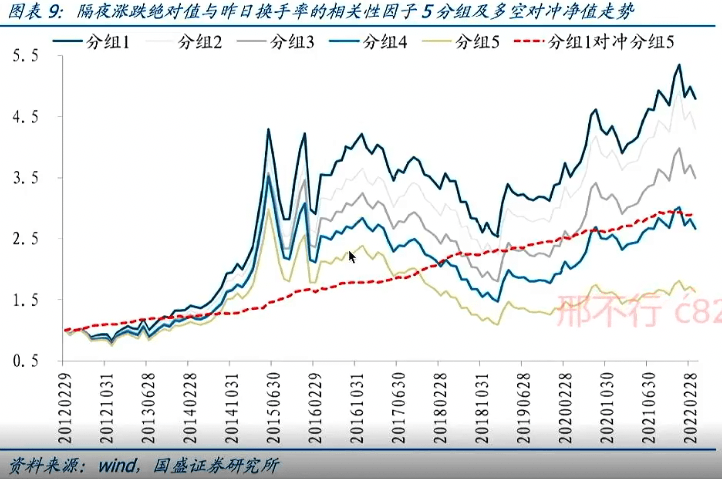 图表 9： 隔夜涨跌绝对值与昨日换手率的相关性因子 5 分组及多空对冲净值走势
分组1 分组2 分组3 分组4 分组5 分组1对冲分组5
5.5
4.5
3.5
2.5
1.5
0.5
20120229 20121031 20130628 20140228 20141031 20150630 20160229 20161031 20170630 20180228 20181031 20190628 20200228 20201030 20210630 20220228
邢不行
资料来源：wind，国盛证券研究所